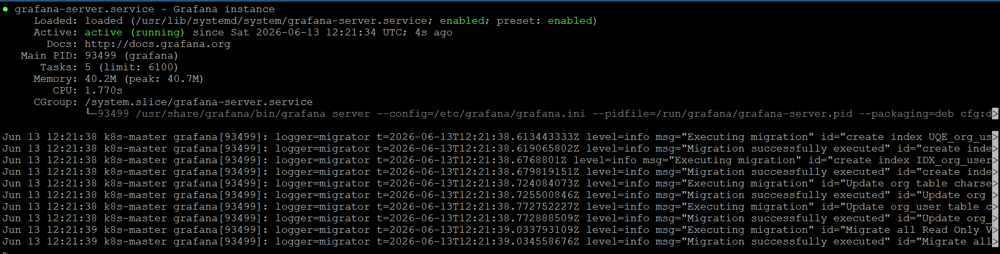 ● grafana-server.service - Grafana instance
Loaded: loaded (/usr/lib/systemd/system/grafana-server.service; enabled; preset: enabled)
Active: active (running) since Sat 2026-06-13 12:21:34 UTC; 4s ago
Docs: http://docs.grafana.org
Main PID: 93499 (grafana)
Tasks: 5 (limit: 6100)
Memory: 40.2M (peak: 40.7M)
CPU: 1.770s
CGroup: /system.slice/grafana-server.service
└─93499 /usr/share/grafana/bin/grafana server --config=/etc/grafana/grafana.ini --pidfile=/run/grafana/grafana-server.pid --packaging=deb cfg:d>
Jun 13 12:21:38 k8s-master grafana[93499]: logger=migrator t=2026-06-13T12:21:38.613443333Z level=info msg="Executing migration" id="create index UQE_org_us>
Jun 13 12:21:38 k8s-master grafana[93499]: logger=migrator t=2026-06-13T12:21:38.619065802Z level=info msg="Migration successfully executed" id="create inde>
Jun 13 12:21:38 k8s-master grafana[93499]: logger=migrator t=2026-06-13T12:21:38.6768801Z level=info msg="Executing migration" id="create index IDX_org_user>
Jun 13 12:21:38 k8s-master grafana[93499]: logger=migrator t=2026-06-13T12:21:38.679819151Z level=info msg="Migration successfully executed" id="create inde>
Jun 13 12:21:38 k8s-master grafana[93499]: logger=migrator t=2026-06-13T12:21:38.724084073Z level=info msg="Executing migration" id="Update org table charse>
Jun 13 12:21:38 k8s-master grafana[93499]: logger=migrator t=2026-06-13T12:21:38.725500846Z level=info msg="Migration successfully executed" id="Update org >
Jun 13 12:21:38 k8s-master grafana[93499]: logger=migrator t=2026-06-13T12:21:38.772752227Z level=info msg="Executing migration" id="Update org_user table c>
Jun 13 12:21:38 k8s-master grafana[93499]: logger=migrator t=2026-06-13T12:21:38.772888509Z level=info msg="Migration successfully executed" id="Update org_>
Jun 13 12:21:39 k8s-master grafana[93499]: logger=migrator t=2026-06-13T12:21:39.033793109Z level=info msg="Executing migration" id="Migrate all Read Only V>
Jun 13 12:21:39 k8s-master grafana[93499]: logger=migrator t=2026-06-13T12:21:39.034558676Z level=info msg="Migration successfully executed" id="Migrate all>